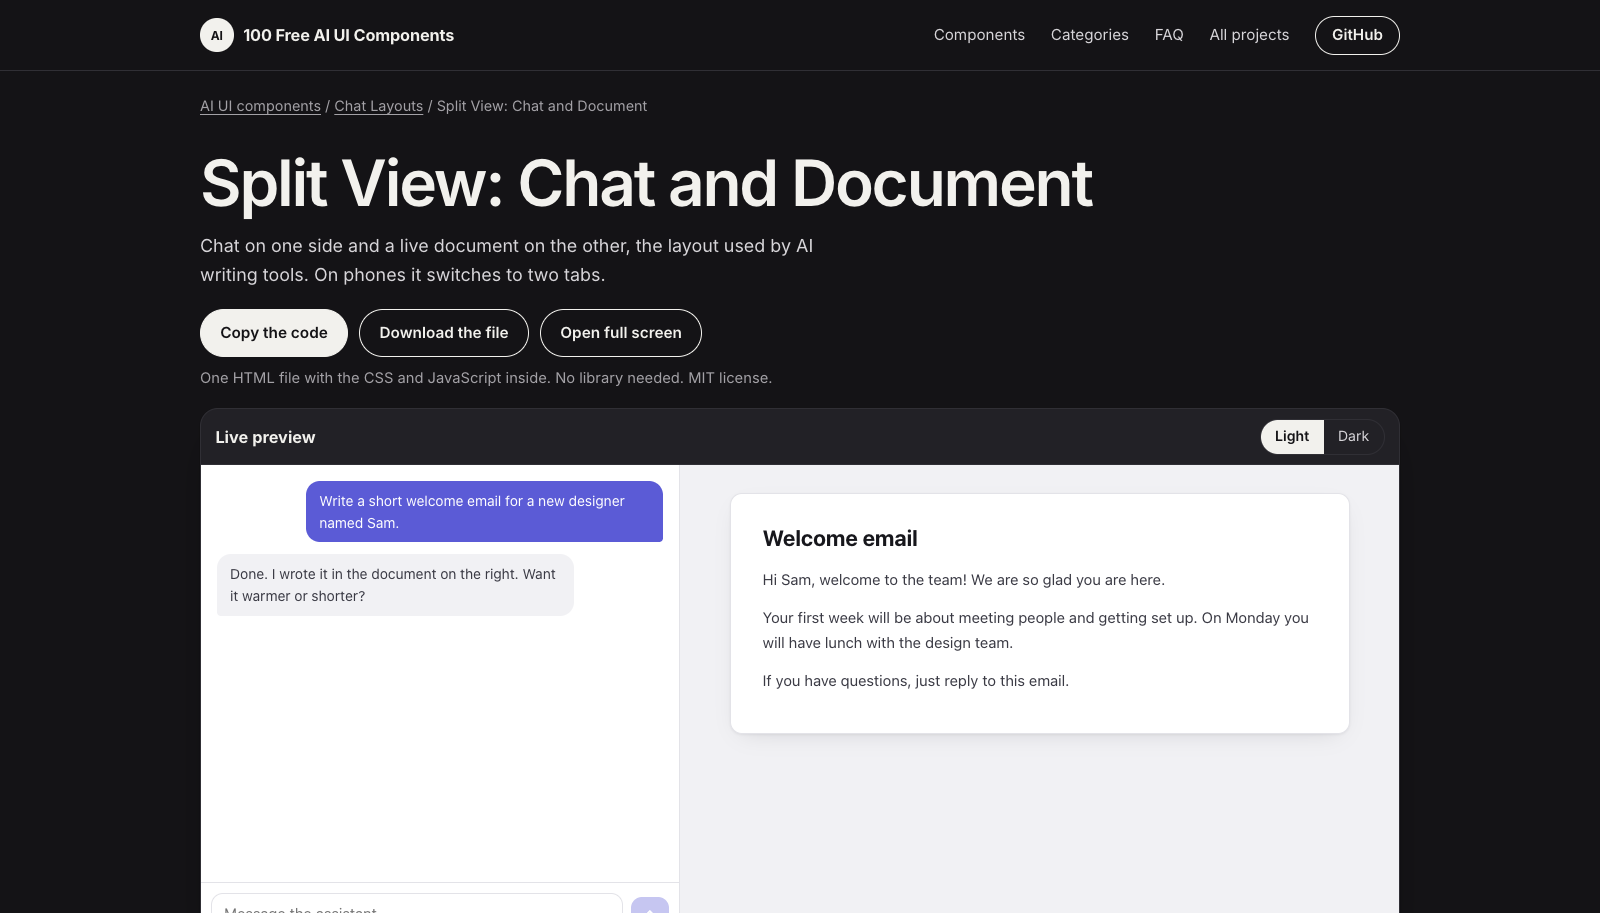 AI 100 Free AI UI Components
Components Categories FAQ All projects GitHub
AI UI components / Chat Layouts / Split View: Chat and Document
Split View: Chat and Document
Chat on one side and a live document on the other, the layout used by AI
writing tools. On phones it switches to two tabs.
Copy the code Download the file Open full screen
One HTML file with the CSS and JavaScript inside. No library needed. MIT license.
Live preview Light Dark
Write a short welcome email for a new designer
named Sam.
Done. I wrote it in the document on the right. Want
it warmer or shorter?
Message the assistant
Welcome email
Hi Sam, welcome to the team! We are so glad you are here.
Your first week will be about meeting people and getting set up. On Monday you
will have lunch with the design team.
If you have questions, just reply to this email.